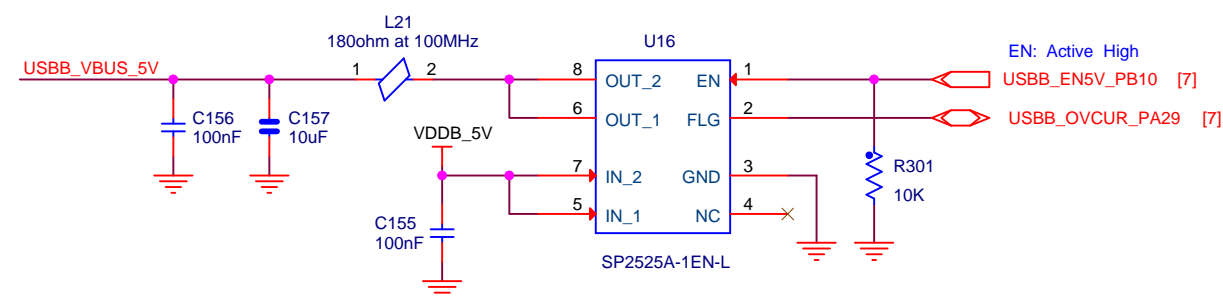 L21
180ohm at 100MHz
U16
EN: Active High
USBB_VBUS_5V
1
2
8
OUT_2
EN
1
USBB_EN5V_PB10 [7]
C156
100nF
C157
10uF
6
OUT_1
FLG
2
USBB_OVCUR_PA29 [7]
VDDB_5V
7
IN_2
GND
3
R301
10K
5
IN_1
NC
4
C155
100nF
SP2525A-1EN-L